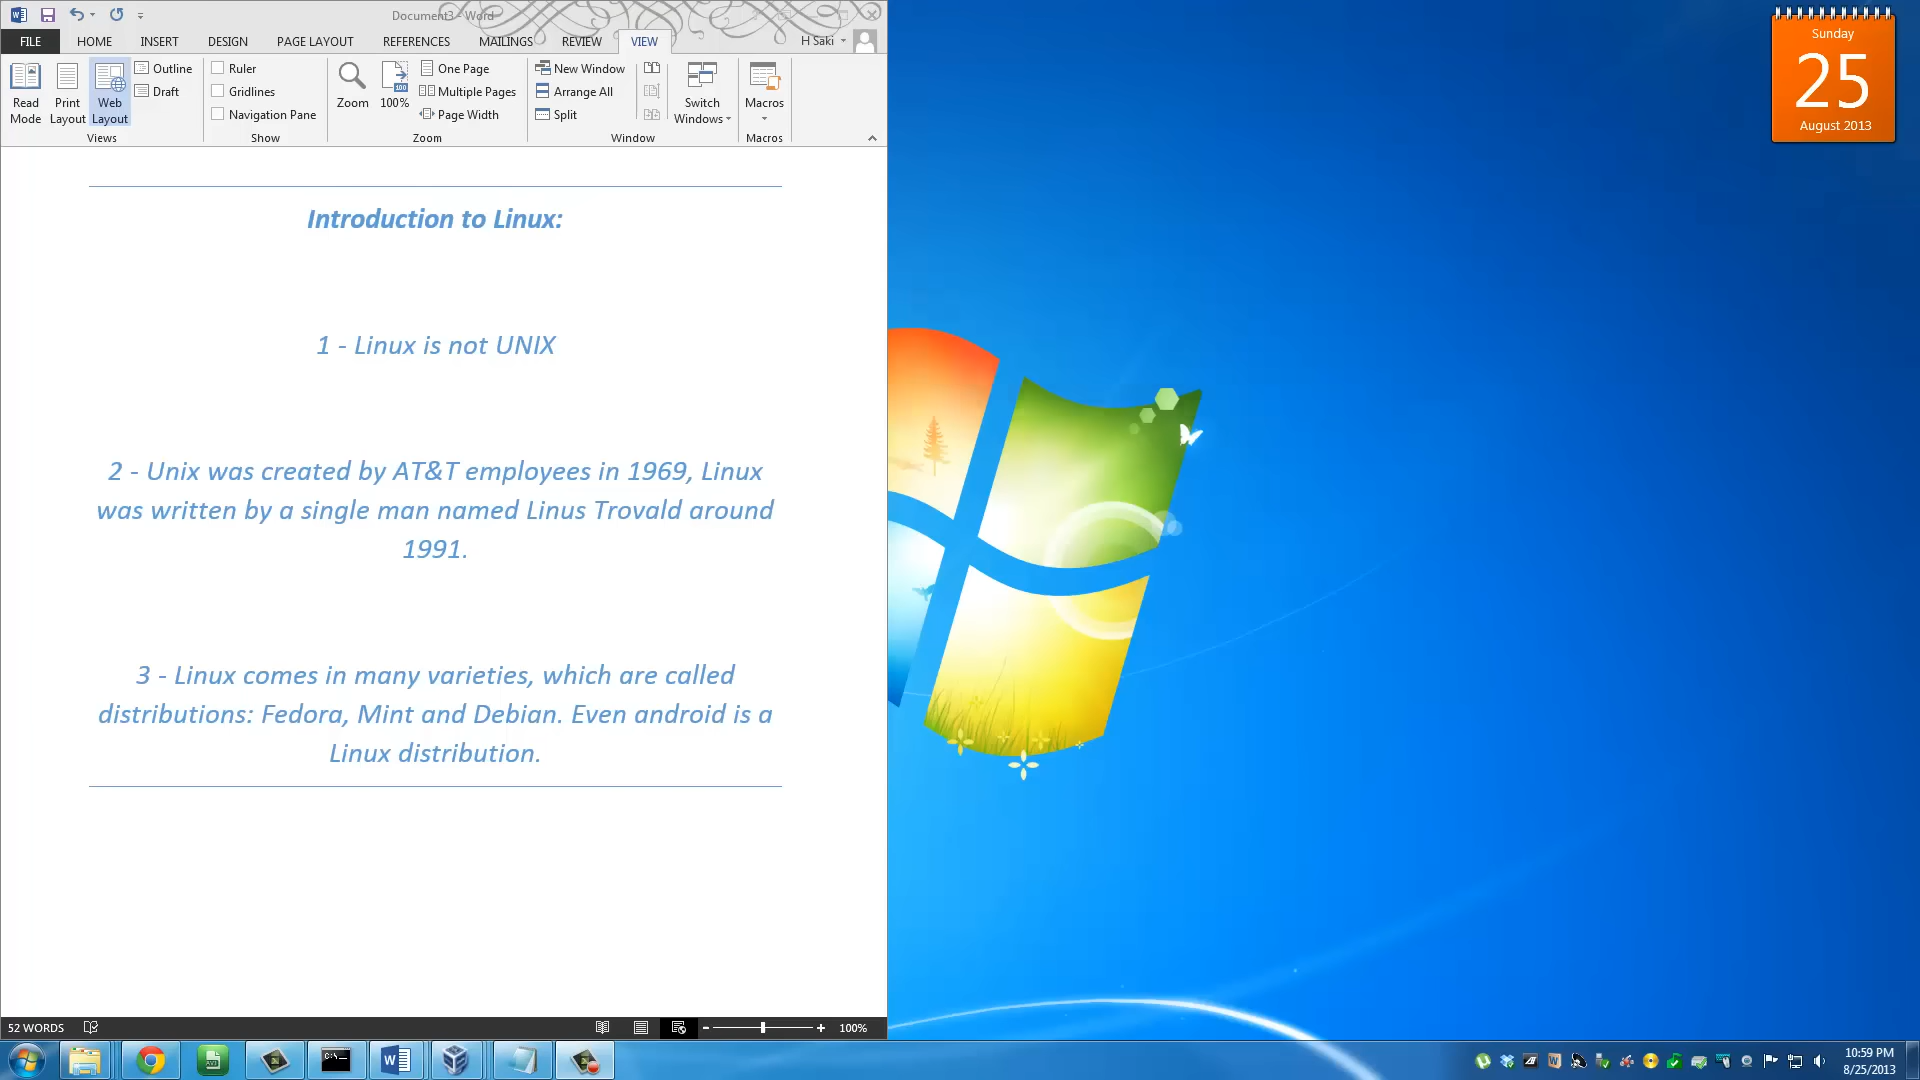 Document3 - Word
FILE HOME INSERT DESIGN PAGE LAYOUT REFERENCES MAILINGS REVIEW VIEW H Saki
Read Mode
Print Layout
Web Layout
Outline
Draft
Views
Ruler
Gridlines
Navigation Pane
Show
Zoom
100
100%
One Page
Multiple Pages
Page Width
Zoom
New Window
Arrange All
Split
Switch Windows
Window
Macros
Macros
Introduction to Linux:
1 - Linux is not UNIX
2 - Unix was created by AT&T employees in 1969, Linux
was written by a single man named Linus Trovald around
1991.
3 - Linux comes in many varieties, which are called
distributions: Fedora, Mint and Debian. Even android is a
Linux distribution.
52 WORDS
100%
Sunday
25
August 2013
C:\
10:59 PM
8/25/2013